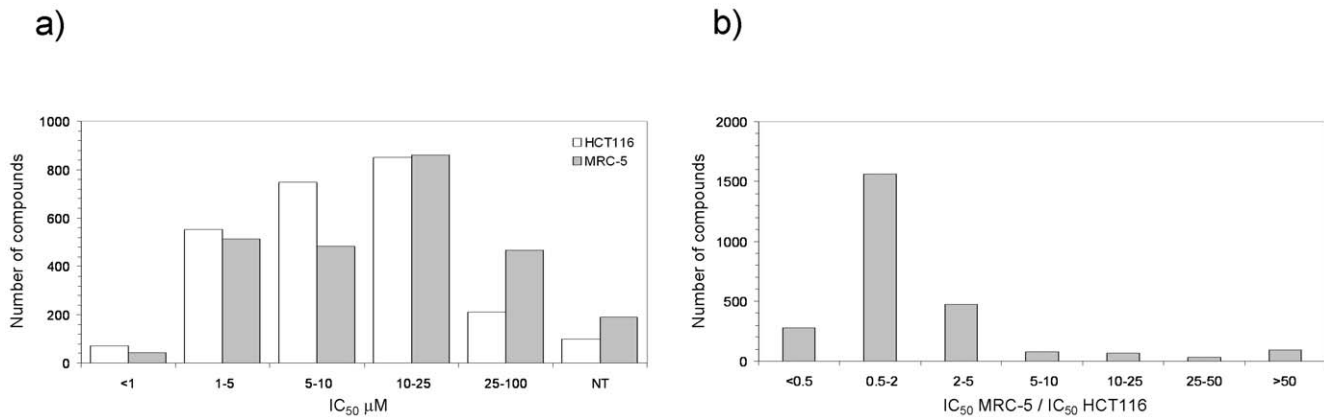 a)
Number of compounds
1000
800
600
400
200
0
HCT116
MRC-5
<1 1-5 5-10 10-25 25-100 NT
IC50 μM
b)
Number of compounds
2000
1500
1000
500
0
<0.5 0.5-2 2-5 5-10 10-25 25-50 >50
IC50 MRC-5 / IC50 HCT116